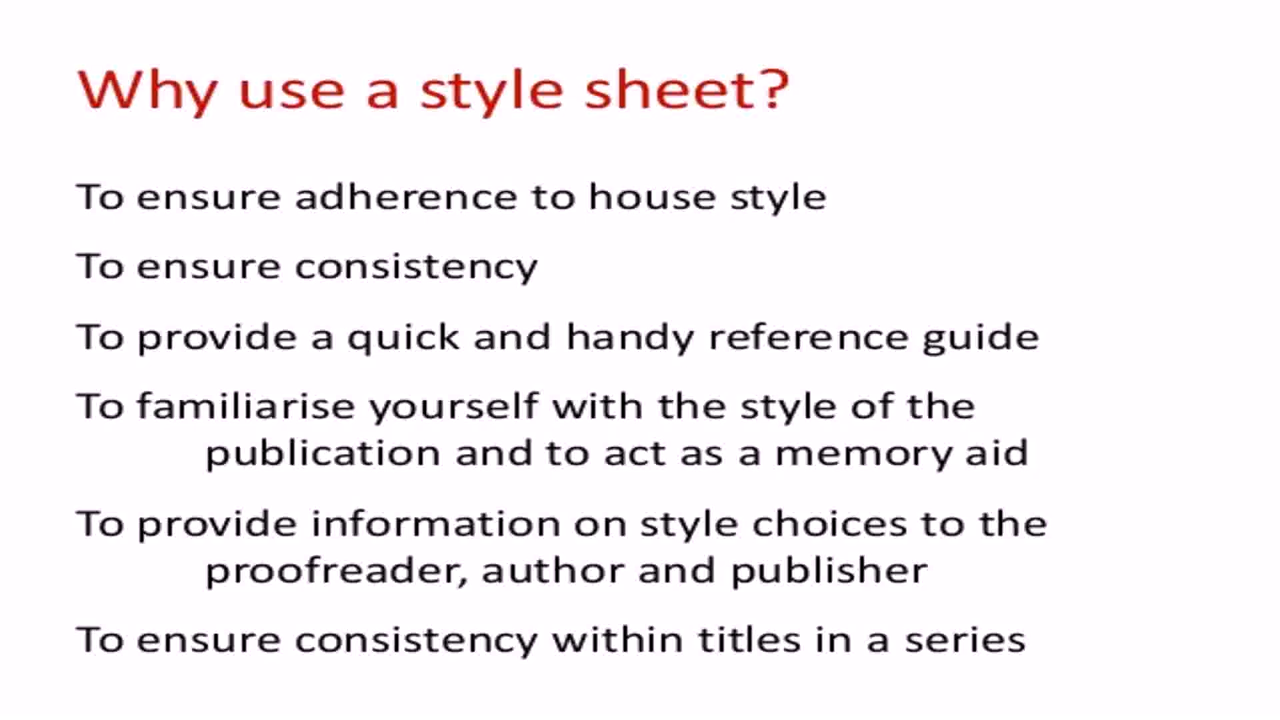 Why use a style sheet?
To ensure adherence to house style
To ensure consistency
To provide a quick and handy reference guide
To familiarise yourself with the style of the
publication and to act as a memory aid
To provide information on style choices to the
proofreader, author and publisher
To ensure consistency within titles in a series